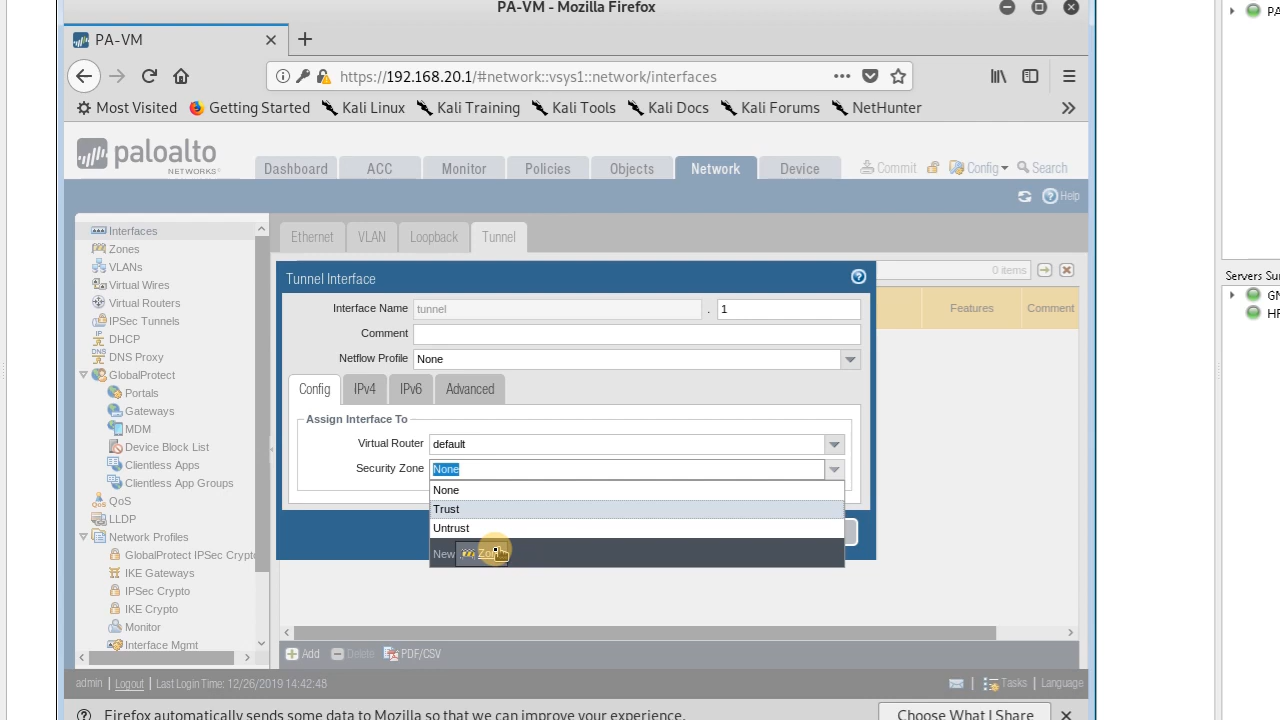 PA-VM - Mozilla Firefox
PA-VM
https://192.168.20.1/#network::vsys1::network/interfaces
Most Visited Getting Started Kali Linux Kali Training Kali Tools Kali Docs Kali Forums NetHunter
paloalto
NETWORKS
Dashboard ACC Monitor Policies Objects Network Device Commit Config Search
Help
Interfaces
Zones
VLANs
Virtual Wires
Virtual Routers
IPSec Tunnels
DHCP
DNS Proxy
GlobalProtect
Portals
Gateways
MDM
Device Block List
Clientless Apps
Clientless App Groups
QoS
LLDP
Network Profiles
GlobalProtect IPSec Crypt
IKE Gateways
IPSec Crypto
IKE Crypto
Monitor
Interface Mgmt
Ethernet VLAN Loopback Tunnel
0 items
Features Comment
Tunnel Interface
Interface Name tunnel . 1
Comment
Netflow Profile None
Config IPv4 IPv6 Advanced
Assign Interface To
Virtual Router default
Security Zone None
None
Trust
Untrust
New
Add Delete PDF/CSV
admin | Logout | Last Login Time: 12/26/2019 14:42:48 | Tasks | Language
Firefox automatically sends some data to Mozilla so that we can improve your experience. Choose What I Share
PA
Servers Su
GN